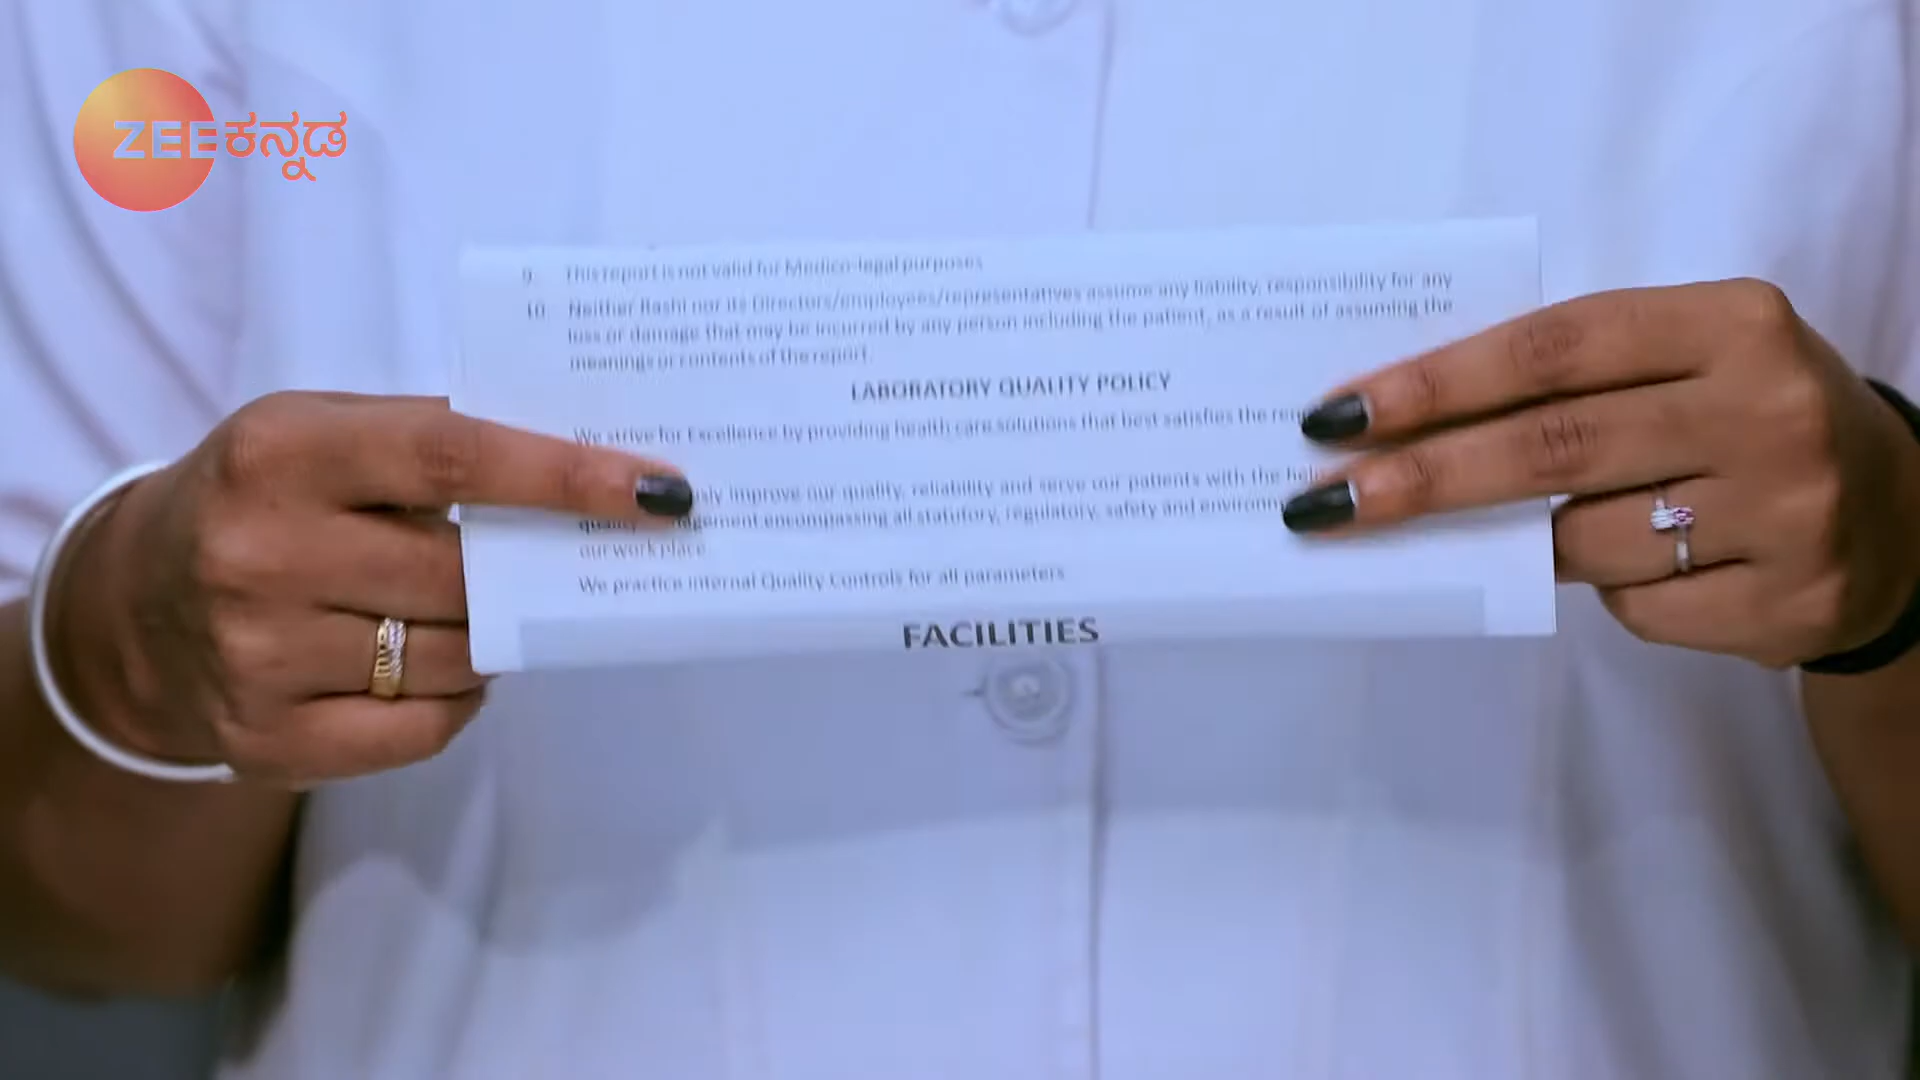 ZEEಕನ್ನಡ
9. This report is not valid for Medico-legal purposes
10. Neither Rashi nor its Directors/employees/representatives assume any liability, responsibility for any
loss or damage that may be incurred by any person including the patient, as a result of assuming the
meanings or contents of the report.
LABORATORY QUALITY POLICY
We strive for Excellence by providing health care solutions that best satisfies the
improve our quality, reliability and serve our patients with the
quality encompassing all statutory, regulatory, safety and
our work place
We practice internal Quality Controls for all parameters
FACILITIES